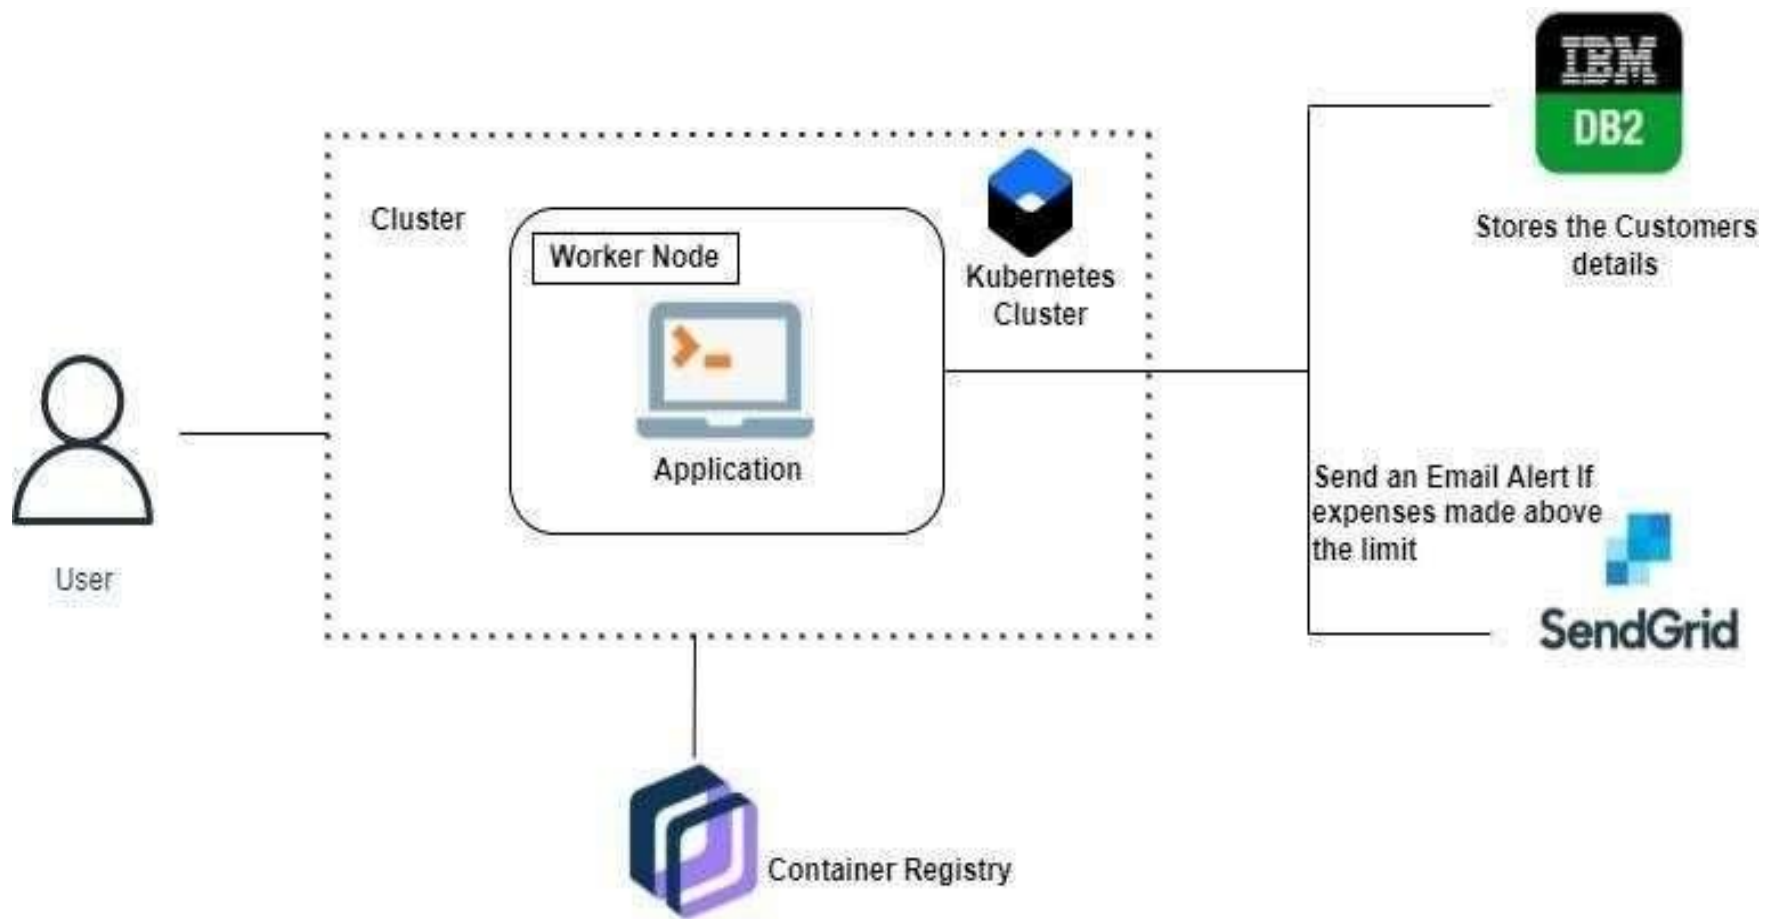 IBM
DB2
Stores the Customers
details
Cluster
Worker Node
Kubernetes
Cluster
Application
User
Send an Email Alert If
expenses made above
the limit
SendGrid
Container Registry